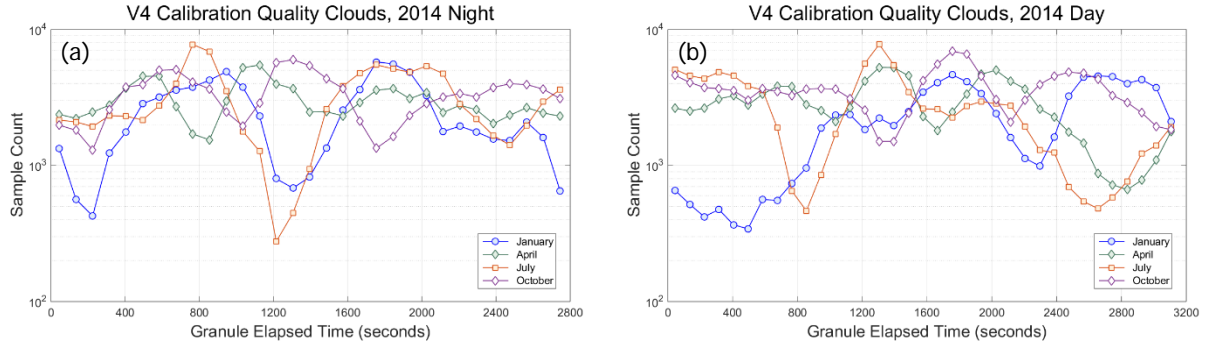 V4 Calibration Quality Clouds, 2014 Night
(a)
Sample Count
10^4
10^3
10^2
0 400 800 1200 1600 2000 2400 2800
Granule Elapsed Time (seconds)
January
April
July
October
V4 Calibration Quality Clouds, 2014 Day
(b)
Sample Count
10^4
10^3
10^2
0 400 800 1200 1600 2000 2400 2800 3200
Granule Elapsed Time (seconds)
January
April
July
October